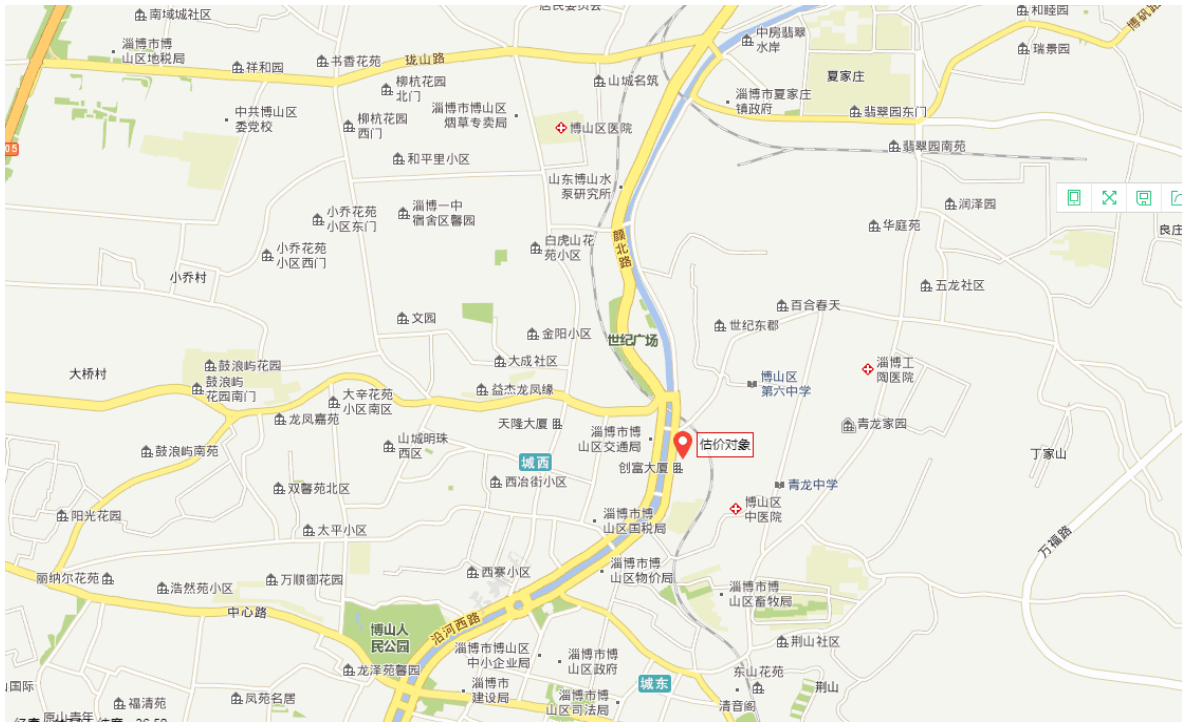 南域城社区
居民委员会
和睦园
博矾路
淄博市博
山区地税局
中房翡翠
水岸
瑞景园
珑山路
书香花苑
祥和园
柳杭花园
北门
山城名筑
夏家庄
淄博市夏家庄
镇政府
中共博山区
委党校
淄博市博山区
烟草专卖局
翡翠园东门
柳杭花园
西门
博山区医院
05
和平里小区
翡翠园南苑
山东博山水
泵研究所
润泽园
小乔花苑
小区东门
淄博一中
宿舍区馨园
华庭苑
良庄
颜北路
白虎山花
苑小区
小乔花苑
小区西门
小乔村
五龙社区
百合春天
文园
世纪东郡
金阳小区
世纪广场
大成社区
鼓浪屿花园
淄博工
陶医院
大桥村
鼓浪屿
花园南门
益杰龙凤缘
博山区
第六中学
大辛花苑
小区南区
龙凤嘉苑
天隆大厦
青龙家园
淄博市博
山区交通局
估价对象
山城明珠
西区
鼓浪屿南苑
城西
创富大厦
丁家山
双馨苑北区
西冶街小区
青龙中学
阳光花园
博山区
中医院
太平小区
淄博市博
山区国税局
万福路
丽纳尔花苑
浩然苑小区
万顺御花园
西寨小区
淄博市博
山区物价局
淄博市博
山区畜牧局
中心路
博山人
民公园
沿河西路
荆山社区
淄博市博山区
中小企业局
淄博市博
山区政府
龙泽苑馨园
东山花苑
山国际
淄博市
建设局
城东
荆山
福清苑
凤苑名居
淄博市博
山区司法局
清音阁
原山青年